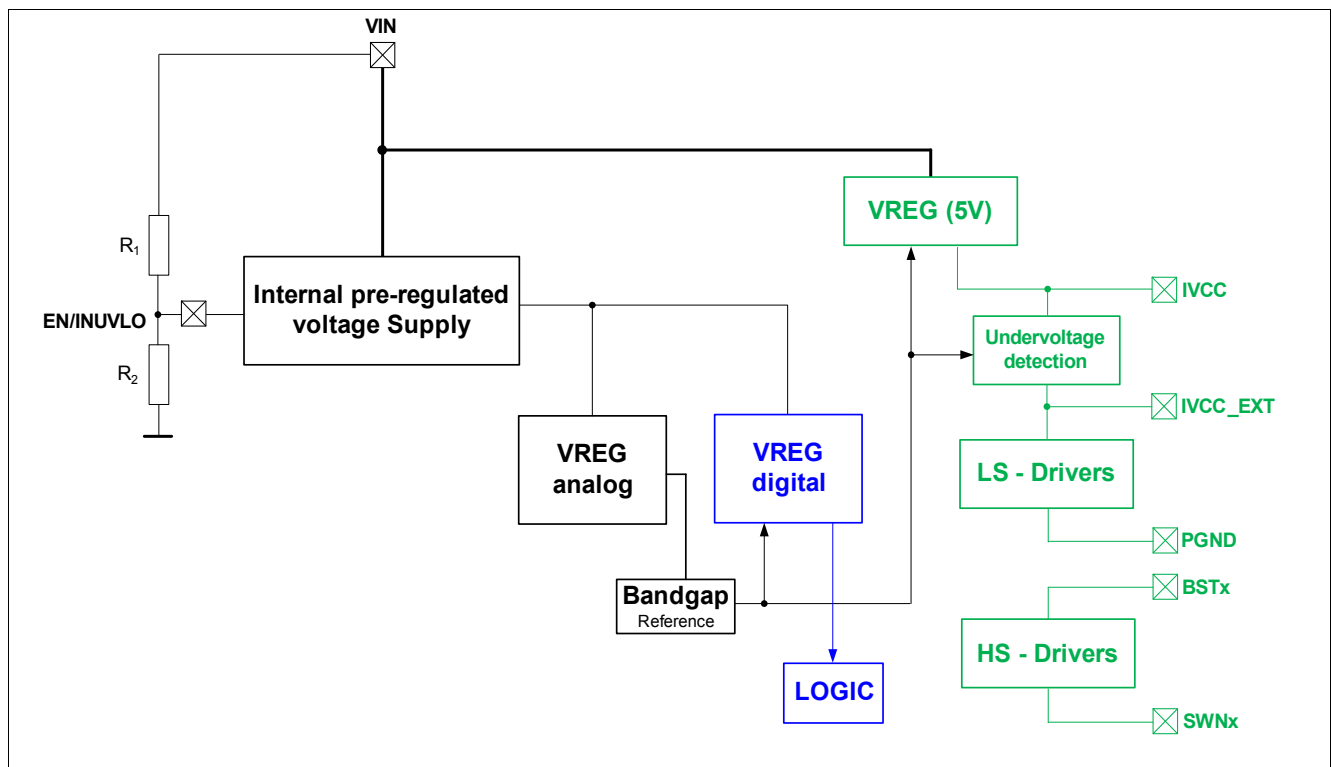 VIN
VREG (5V)
R1
Internal pre-regulated
voltage Supply
IVCC
EN/INUVLO
Undervoltage
detection
R2
IVCC_EXT
VREG
analog
VREG
digital
LS - Drivers
PGND
Bandgap
Reference
BSTx
HS - Drivers
LOGIC
SWNx